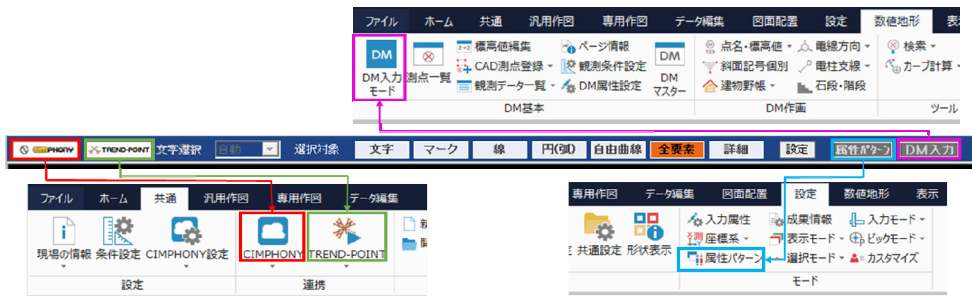 ファイル ホーム 共通 汎用作図 専用作図 データ編集 図面配置 設定 数値地形 表
DM DM入力モード
測点一覧
標高値編集
CAD測点登録
観測データ一覧
ページ情報
観測条件設定
DM属性設定
DM DMマスター
DM基本
点名・標高値
斜面記号個別
建物野帳
電線方向
電柱支線
石段・階段
DM作画
検索
カーブ計算
ツール
CIMPHONY TREND-POINT 文字選択 自動 選択対象 文字 マーク 線 円(弧) 自由曲線 全要素 詳細 設定 属性パターン DM入力
ファイル ホーム 共通 汎用作図 専用作図 データ編集
現場の情報 条件設定 CIMPHONY設定 CIMPHONY TREND-POINT
設定 連携
専用作図 データ編集 図面配置 設定 数値地形 表示
共通設定 形状表示
入力属性 成果情報 入力モード
座標系 表示モード ピックモード
属性パターン 選択モード カスタマイズ
モード